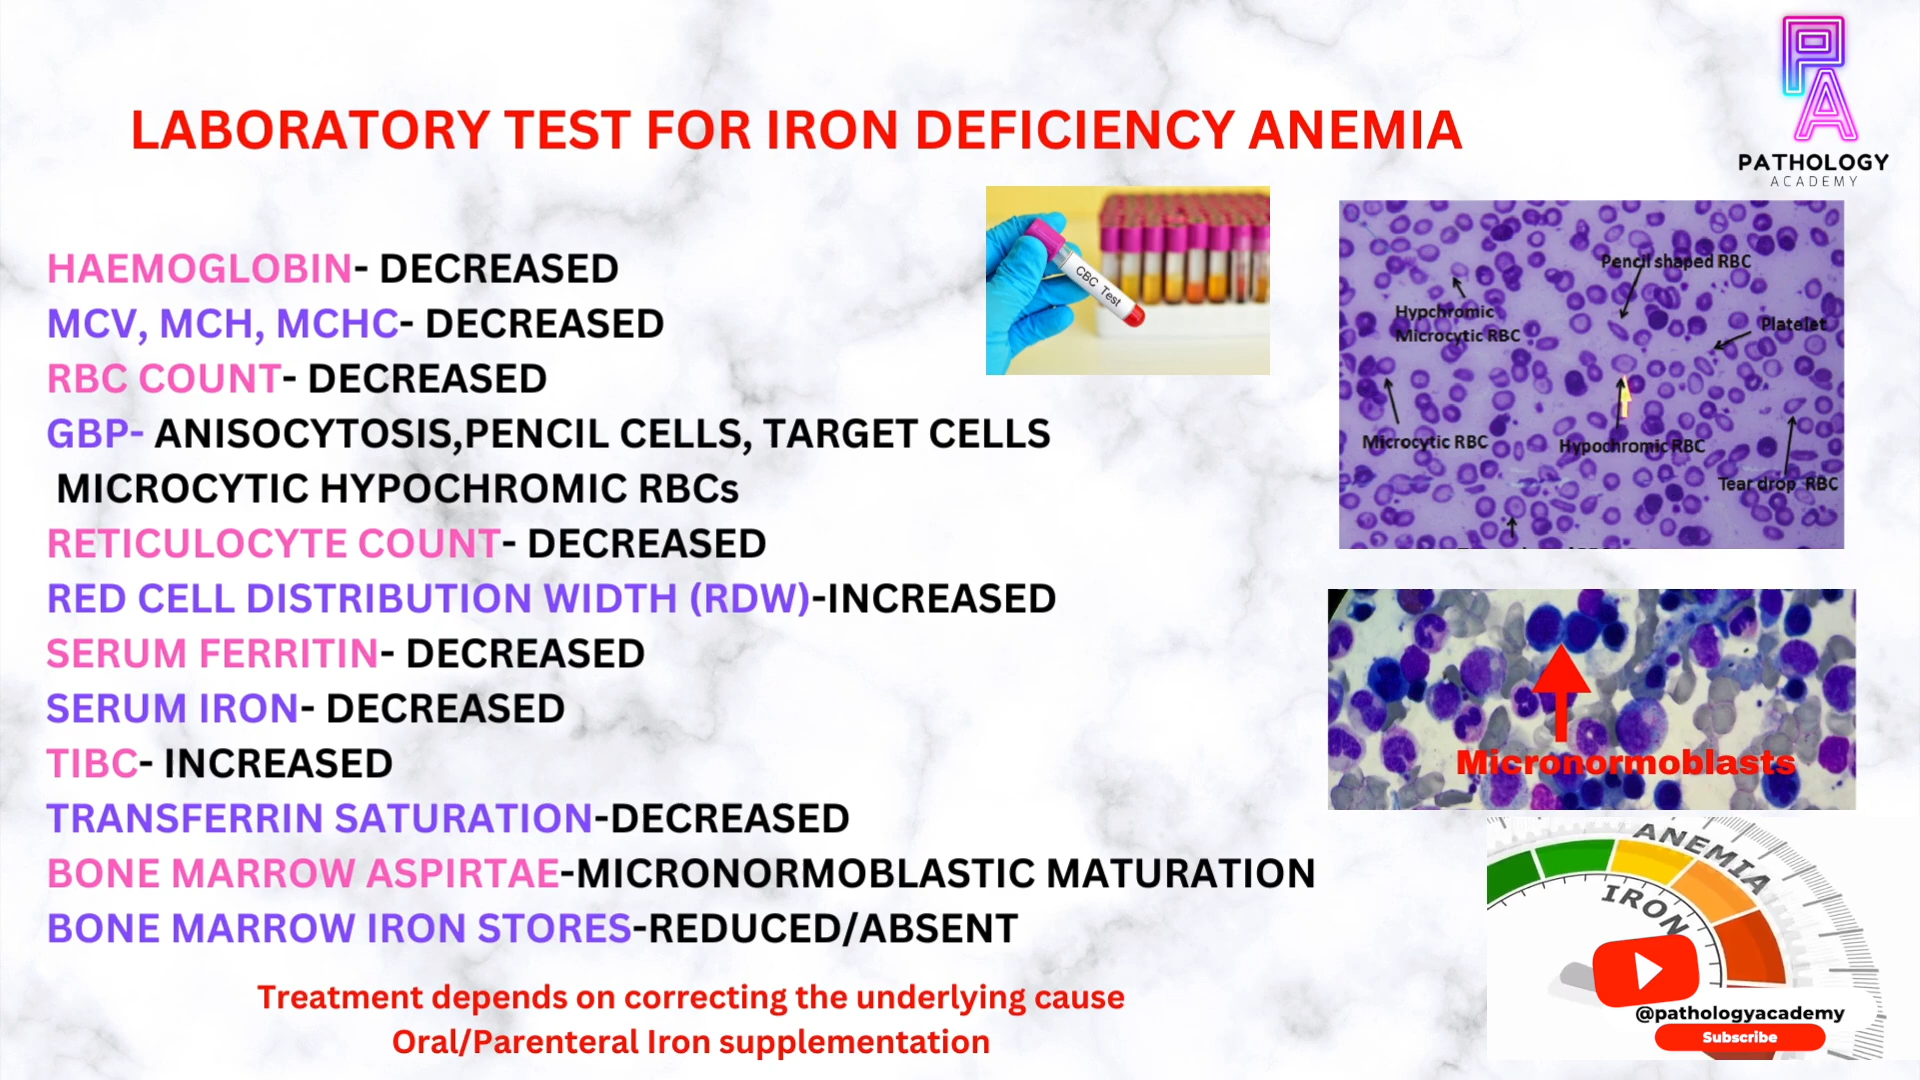 LABORATORY TEST FOR IRON DEFICIENCY ANEMIA
PA
PATHOLOGY
ACADEMY
HAEMOGLOBIN- DECREASED
MCV, MCH, MCHC- DECREASED
RBC COUNT- DECREASED
GBP- ANISOCYTOSIS,PENCIL CELLS, TARGET CELLS
MICROCYTIC HYPOCHROMIC RBCs
RETICULOCYTE COUNT- DECREASED
RED CELL DISTRIBUTION WIDTH (RDW)-INCREASED
SERUM FERRITIN- DECREASED
SERUM IRON- DECREASED
TIBC- INCREASED
TRANSFERRIN SATURATION-DECREASED
BONE MARROW ASPIRTAE-MICRONORMOBLASTIC MATURATION
BONE MARROW IRON STORES-REDUCED/ABSENT
Treatment depends on correcting the underlying cause
Oral/Parenteral Iron supplementation
CBC Test
Pencil shaped RBC
Hypchromic
Microcytic RBC
Platelet
Microcytic RBC
Hypochromic RBC
Tear drop RBC
Micronormoblasts
ANEMIA
IRON
@pathologyacademy
Subscribe